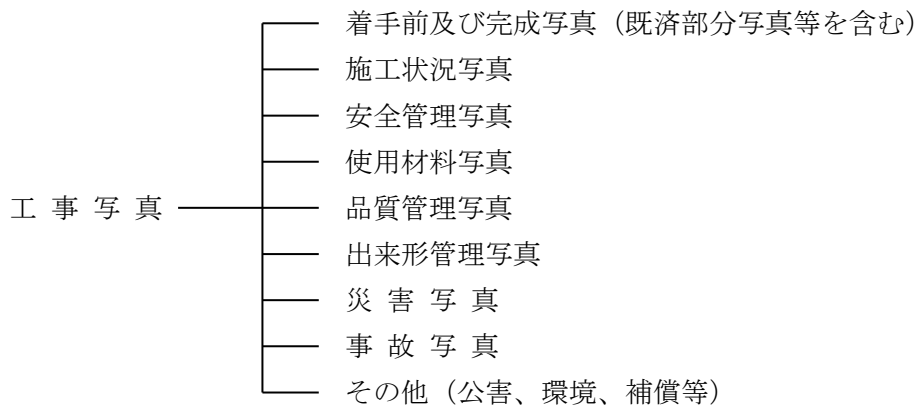 着手前及び完成写真（既済部分写真等を含む）
施工状況写真
安全管理写真
使用材料写真
工事写真
品質管理写真
出来形管理写真
災害写真
事故写真
その他（公害、環境、補償等）